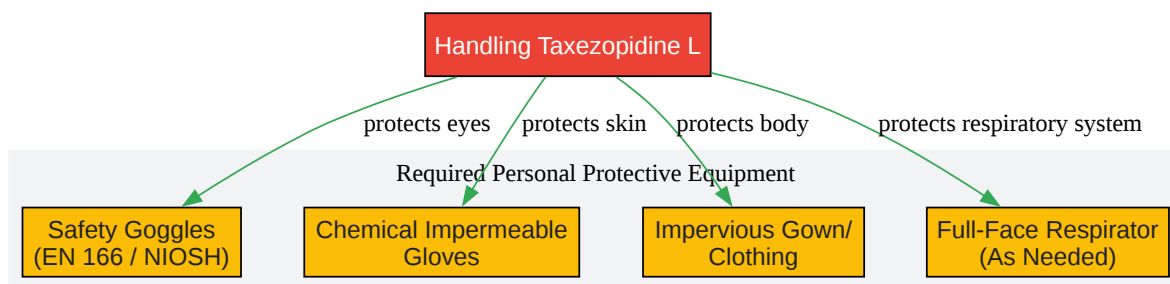 Handling Taxezopidine L
protects eyes
protects skin
protects body
protects respiratory system
Required Personal Protective Equipment
Safety Goggles
(EN 166 / NIOSH)
Chemical Impermeable
Gloves
Impervious Gown/
Clothing
Full-Face Respirator
(As Needed)